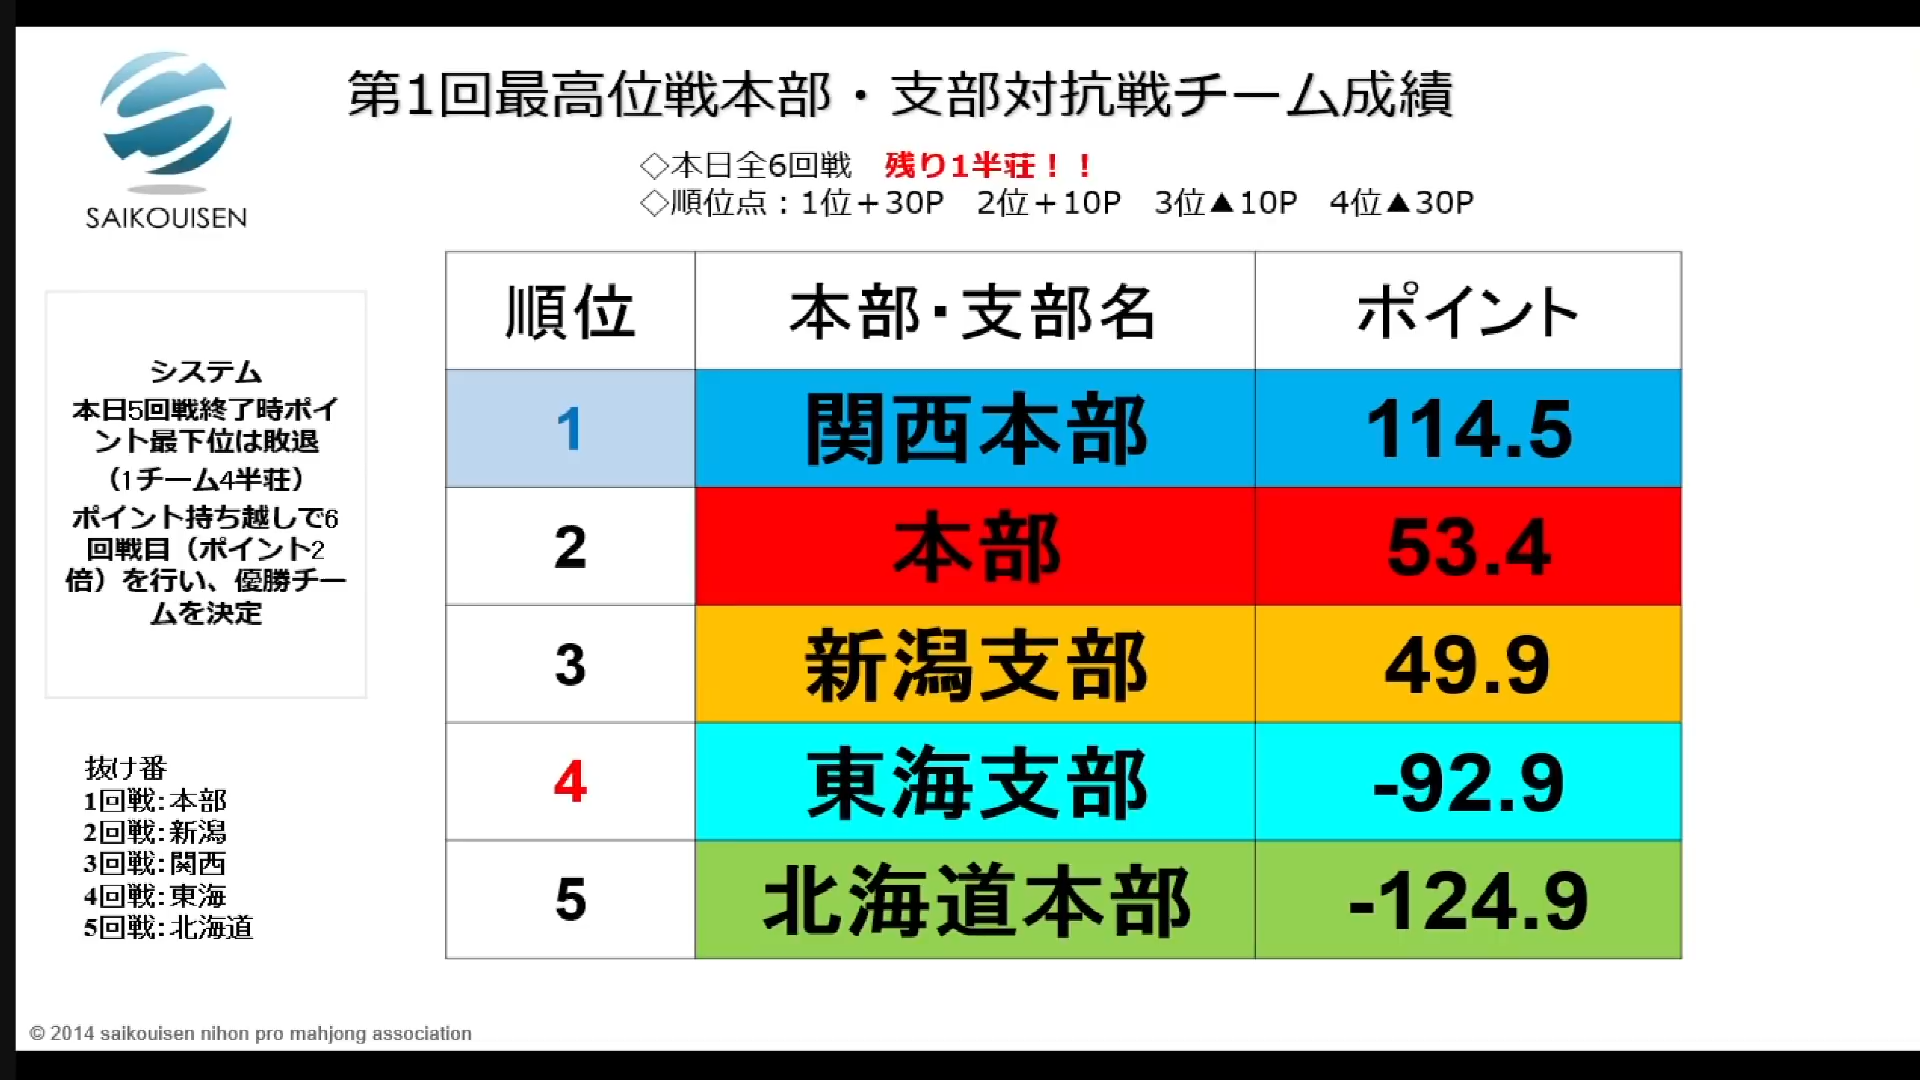 第1回最高位戦本部・支部対抗戦チーム成績
◇本日全6回戦　残り1半荘！！
◇順位点：1位＋30P　2位＋10P　3位▲10P　4位▲30P
SAIKOUISEN
システム
本日5回戦終了時ポイ
ント最下位は敗退
（1チーム4半荘）
ポイント持ち越しで6
回戦目（ポイント2
倍）を行い、優勝チー
ムを決定
抜け番
1回戦：本部
2回戦：新潟
3回戦：関西
4回戦：東海
5回戦：北海道
順位　本部・支部名　ポイント
1　関西本部　114.5
2　本部　53.4
3　新潟支部　49.9
4　東海支部　-92.9
5　北海道本部　-124.9
© 2014 saikouisen nihon pro mahjong association